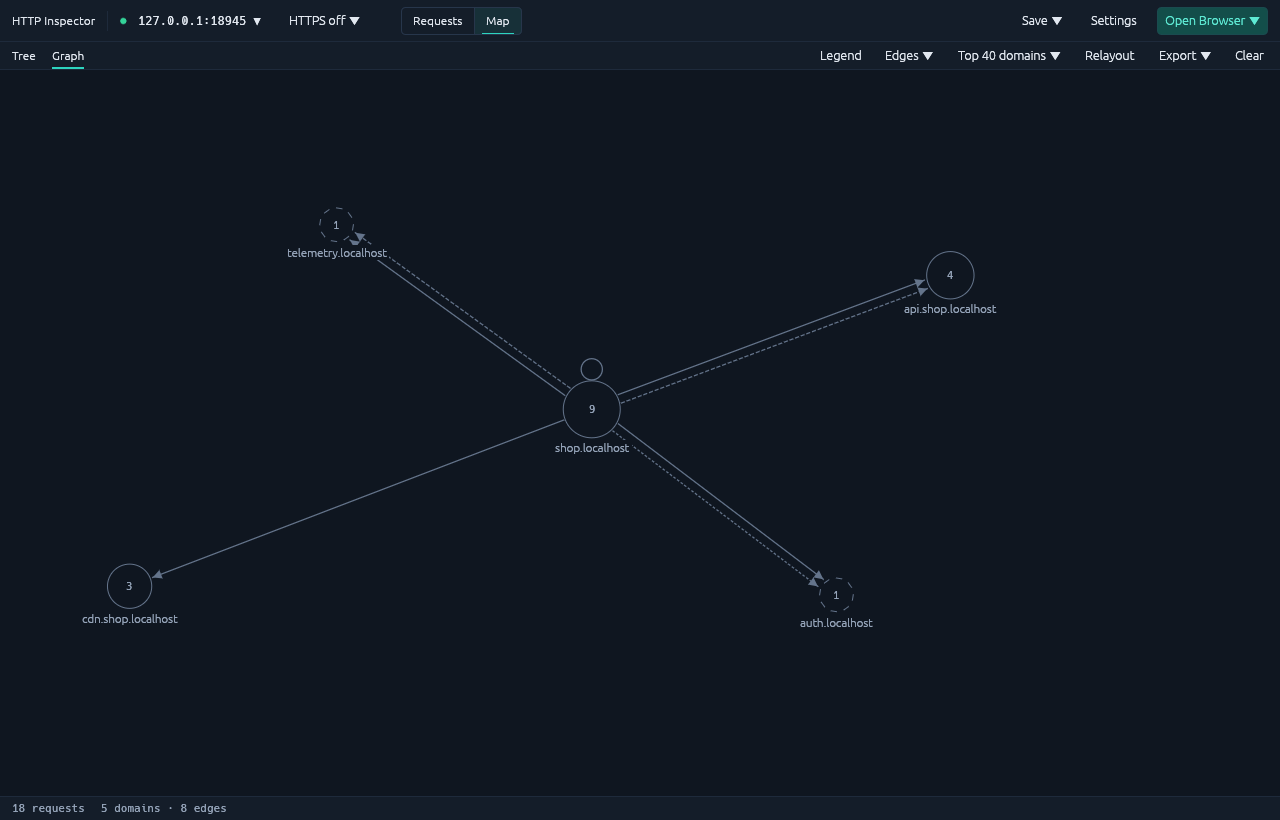 HTTP Inspector 127.0.0.1:18945 ▼ HTTPS off ▼ Requests Map Save ▼ Settings Open Browser ▼
Tree Graph Legend Edges ▼ Top 40 domains ▼ Relayout Export ▼ Clear
1
telemetry.localhost
4
api.shop.localhost
9
shop.localhost
3
cdn.shop.localhost
1
auth.localhost
18 requests 5 domains · 8 edges